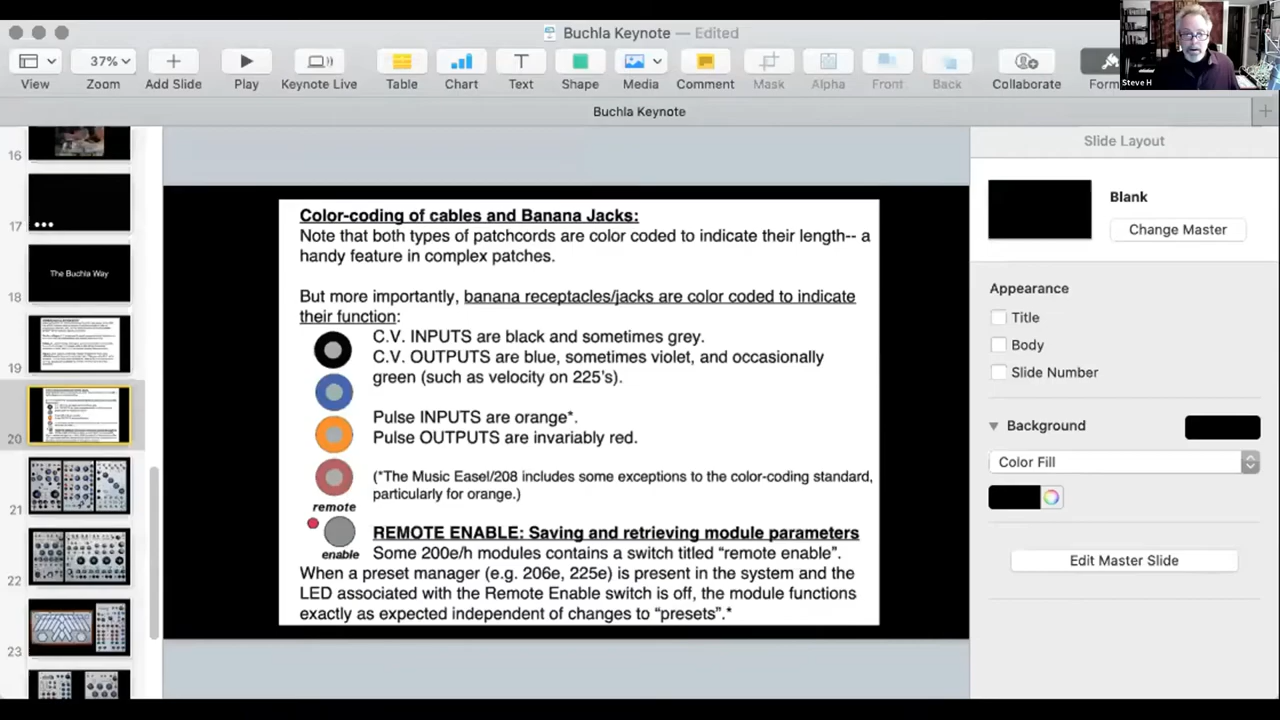 Buchla Keynote — Edited
37%
View
Zoom
Add Slide
Play
Keynote Live
Table
Chart
Text
Shape
Media
Comment
Mask
Alpha
Front
Back
Collaborate
Form
Steve H
Buchla Keynote
16
17
18
The Buchla Way
19
20
21
22
23
Color-coding of cables and Banana Jacks:
Note that both types of patchcords are color coded to indicate their length-- a
handy feature in complex patches.
But more importantly, banana receptacles/jacks are color coded to indicate
their function:
C.V. INPUTS are black and sometimes grey.
C.V. OUTPUTS are blue, sometimes violet, and occasionally
green (such as velocity on 225's).
Pulse INPUTS are orange*.
Pulse OUTPUTS are invariably red.
(*The Music Easel/208 includes some exceptions to the color-coding standard,
particularly for orange.)
remote
enable
REMOTE ENABLE: Saving and retrieving module parameters
Some 200e/h modules contains a switch titled “remote enable”.
When a preset manager (e.g. 206e, 225e) is present in the system and the
LED associated with the Remote Enable switch is off, the module functions
exactly as expected independent of changes to “presets”.*
Slide Layout
Blank
Change Master
Appearance
Title
Body
Slide Number
Background
Color Fill
Edit Master Slide